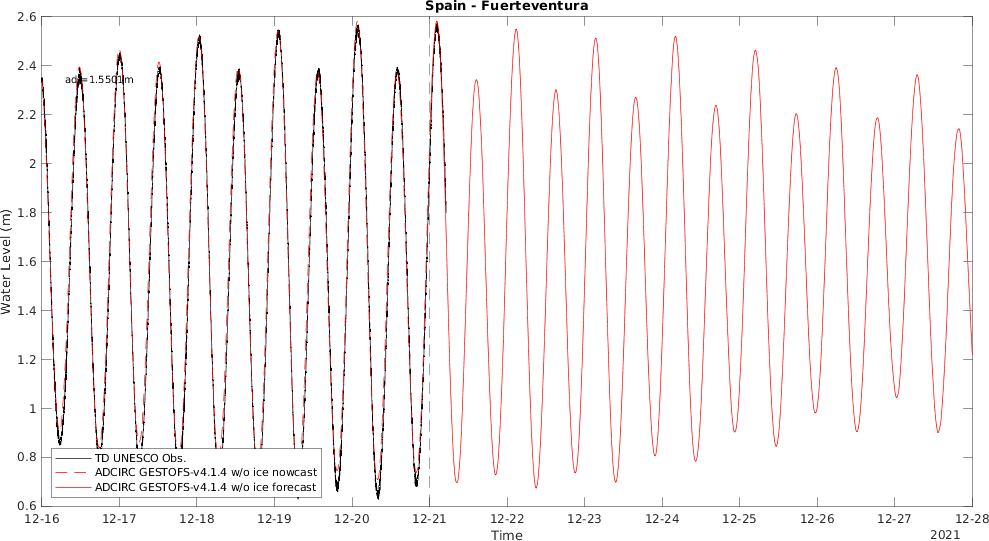 Spain - Fuerteventura
2.6
2.4
2.2
2
1.8
1.6
1.4
1.2
1
0.8
0.6
Water Level (m)
adj=1.5501m
TD UNESCO Obs.
ADCIRC GESTOFS-v4.1.4 w/o ice nowcast
ADCIRC GESTOFS-v4.1.4 w/o ice forecast
12-16 12-17 12-18 12-19 12-20 12-21 12-22 12-23 12-24 12-25 12-26 12-27 12-28
Time
2021